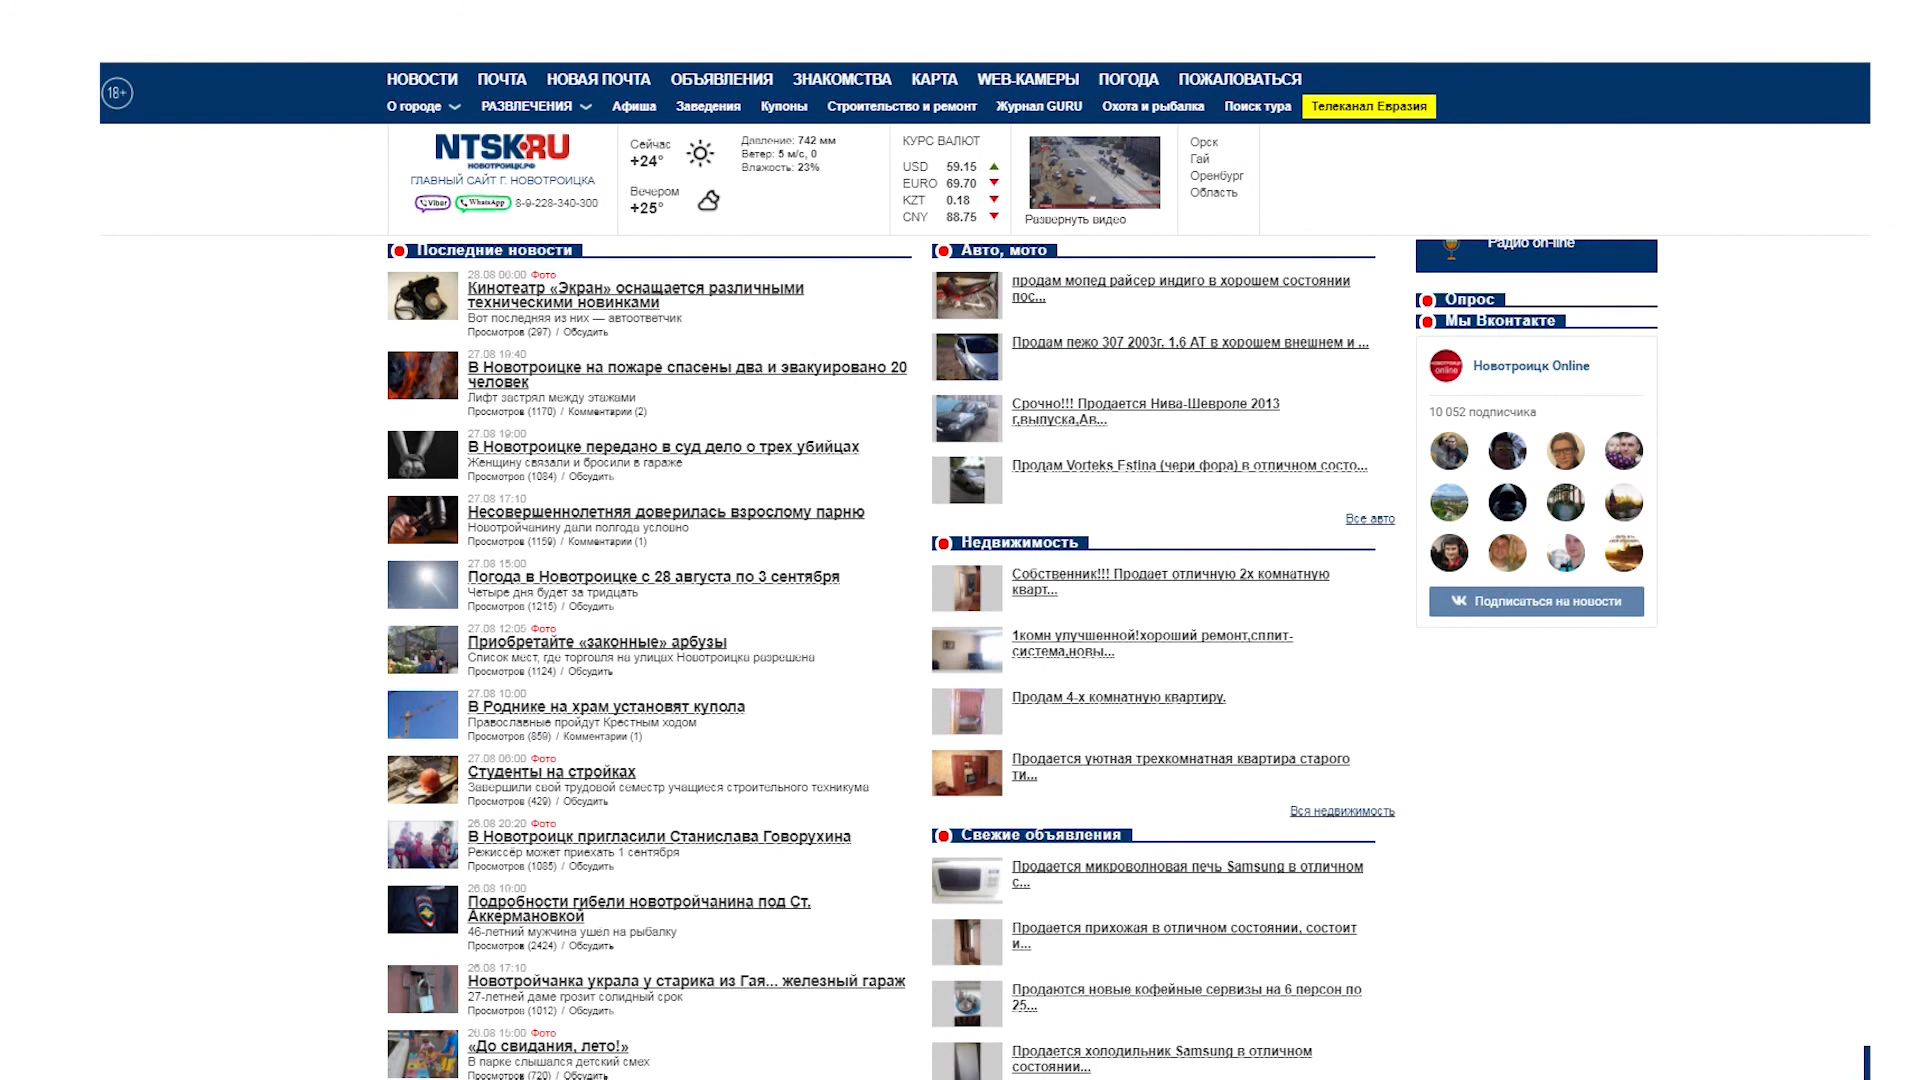 18+
НОВОСТИ ПОЧТА НОВАЯ ПОЧТА ОБЪЯВЛЕНИЯ ЗНАКОМСТВА КАРТА WEB-КАМЕРЫ ПОГОДА ПОЖАЛОВАТЬСЯ
О городе РАЗВЛЕЧЕНИЯ Афиша Заведения Купоны Строительство и ремонт Журнал GURU Охота и рыбалка Поиск тура Телеканал Евразия
NTSK.RU
НОВОТРОИЦК.РФ
ГЛАВНЫЙ САЙТ Г. НОВОТРОИЦКА
Viber WhatsApp 8-9-228-340-300
Сейчас
+24°
Вечером
+25°
Давление: 742 мм
Ветер: 5 м/с, 0
Влажость: 23%
КУРС ВАЛЮТ
USD 59.15
EURO 69.70
KZT 0.18
CNY 88.75
Развернуть видео
Орск
Гай
Оренбург
Область
Последние новости
28.08 06:00 Фото
Кинотеатр «Экран» оснащается различными
техническими новинками
Вот последняя из них — автоответчик
Просмотров (297) / Обсудить
27.08 19:40
В Новотроицке на пожаре спасены два и эвакуировано 20
человек
Лифт застрял между этажами
Просмотров (1170) / Комментарии (2)
27.08 19:00
В Новотроицке передано в суд дело о трех убийцах
Женщину связали и бросили в гараже
Просмотров (1084) / Обсудить
27.08 17:10
Несовершеннолетняя доверилась взрослому парню
Новотройчанину дали полгода условно
Просмотров (1159) / Комментарии (1)
27.08 15:00
Погода в Новотроицке с 28 августа по 3 сентября
Четыре дня будет за тридцать
Просмотров (1215) / Обсудить
27.08 12:05 Фото
Приобретайте «законные» арбузы
Список мест, где торговля на улицах Новотроицка разрешена
Просмотров (1124) / Обсудить
27.08 10:00
В Роднике на храм установят купола
Православные пройдут Крестным ходом
Просмотров (859) / Комментарии (1)
27.08 06:00 Фото
Студенты на стройках
Завершили свой трудовой семестр учащиеся строительного техникума
Просмотров (429) / Обсудить
26.08 20:20 Фото
В Новотроицк пригласили Станислава Говорухина
Режиссёр может приехать 1 сентября
Просмотров (1085) / Обсудить
26.08 19:00
Подробности гибели новотройчанина под Ст.
Аккермановкой
46-летний мужчина ушел на рыбалку
Просмотров (2424) / Обсудить
26.08 17:10
Новотройчанка украла у старика из Гая... железный гараж
27-летней даме грозит солидный срок
Просмотров (1012) / Обсудить
26.08 15:00 Фото
«До свидания, лето!»
В парке слышался детский смех
Просмотров (720) / Обсудить
Авто, мото
продам мопед райсер индиго в хорошем состоянии
пос...
Продам пежо 307 2003г. 1.6 АТ в хорошем внешнем и ...
Срочно!!! Продается Нива-Шевроле 2013
г,выпуска,Ав...
Продам Vorteks Estina (чери фора) в отличном состо...
Все авто
Недвижимость
Собственник!!! Продает отличную 2х комнатную
кварт...
1комн улучшенной!хороший ремонт,сплит-
система,новы...
Продам 4-х комнатную квартиру.
Продается уютная трехкомнатная квартира старого
ти...
Вся недвижимость
Свежие объявления
Продается микроволновая печь Samsung в отличном
с...
Продается прихожая в отличном состоянии, состоит
и...
Продаются новые кофейные сервизы на 6 персон по
25...
Продается холодильник Samsung в отличном
состоянии...
Радио on-line
Опрос
Мы Вконтакте
Новотроицк Online
10 052 подписчика
Подписаться на новости